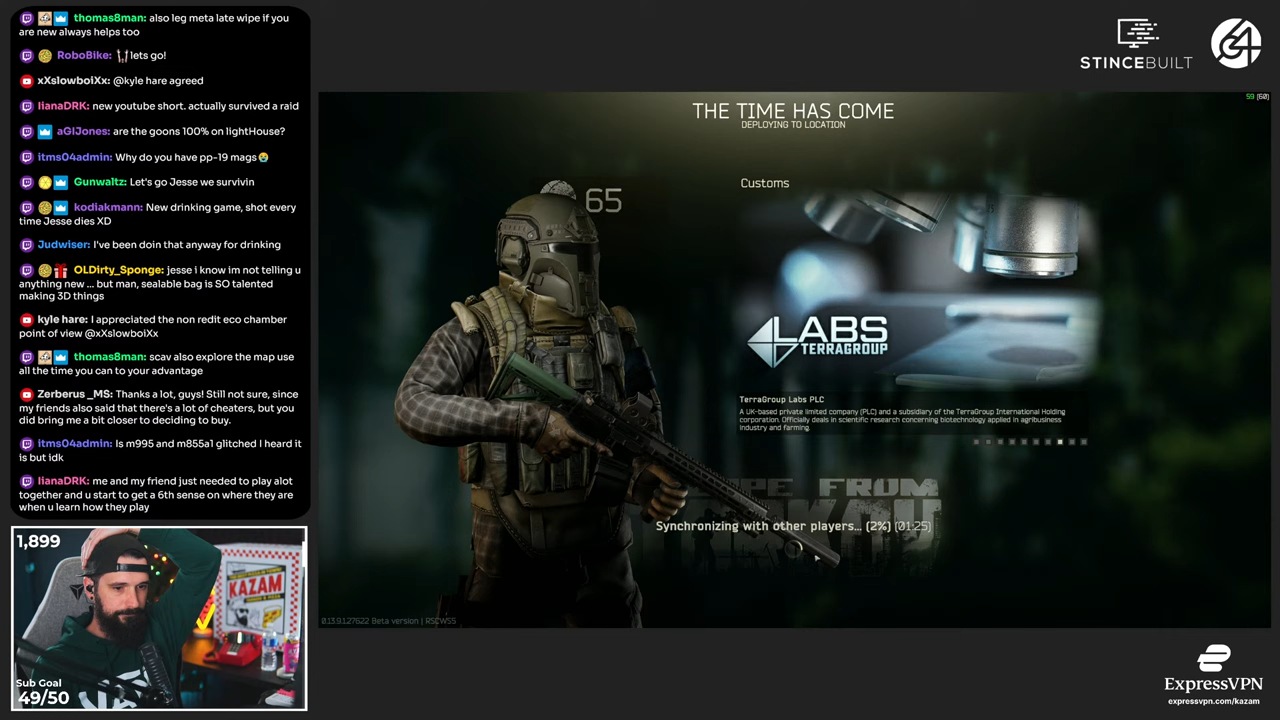 thomas8man: also leg meta late wipe if you
are new always helps too
RoboBike: lets go!
xXslowboiXx: @kyle hare agreed
lianaDRK: new youtube short. actually survived a raid
aGIJones: are the goons 100% on lightHouse?
itms04admin: Why do you have pp-19 mags😭
Gunwaltz: Let's go Jesse we survivin
kodiakmann: New drinking game, shot every
time Jesse dies XD
Judwiser: I've been doin that anyway for drinking
OLDirty_Sponge: jesse i know im not telling u
anything new ... but man, sealable bag is SO talented
making 3D things
kyle hare: I appreciated the non redit eco chamber
point of view @xXslowboiXx
thomas8man: scav also explore the map use
all the time you can to your advantage
Zerberus _MS: Thanks a lot, guys! Still not sure, since
my friends also said that there's a lot of cheaters, but you
did bring me a bit closer to deciding to buy.
itms04admin: Is m995 and m855a1 glitched I heard it
is but idk
lianaDRK: me and my friend just needed to play alot
together and u start to get a 6th sense on where they are
when u learn how they play
1,899
KAZAM
Sub Goal
49/50
STINCEBUILT
G4
59 (60)
THE TIME HAS COME
DEPLOYING TO LOCATION
65
Customs
LABS
TERRAGROUP
TerraGroup Labs PLC
A UK-based private limited company (PLC) and a subsidiary of the TerraGroup International Holding
corporation. Officially deals in scientific research concerning biotechnology applied in agribusiness
industry and farming.
Synchronizing with other players... (2%) (01:25)
0.13.9.127622 Beta version | RSCWS5
ExpressVPN
expressvpn.com/kazam